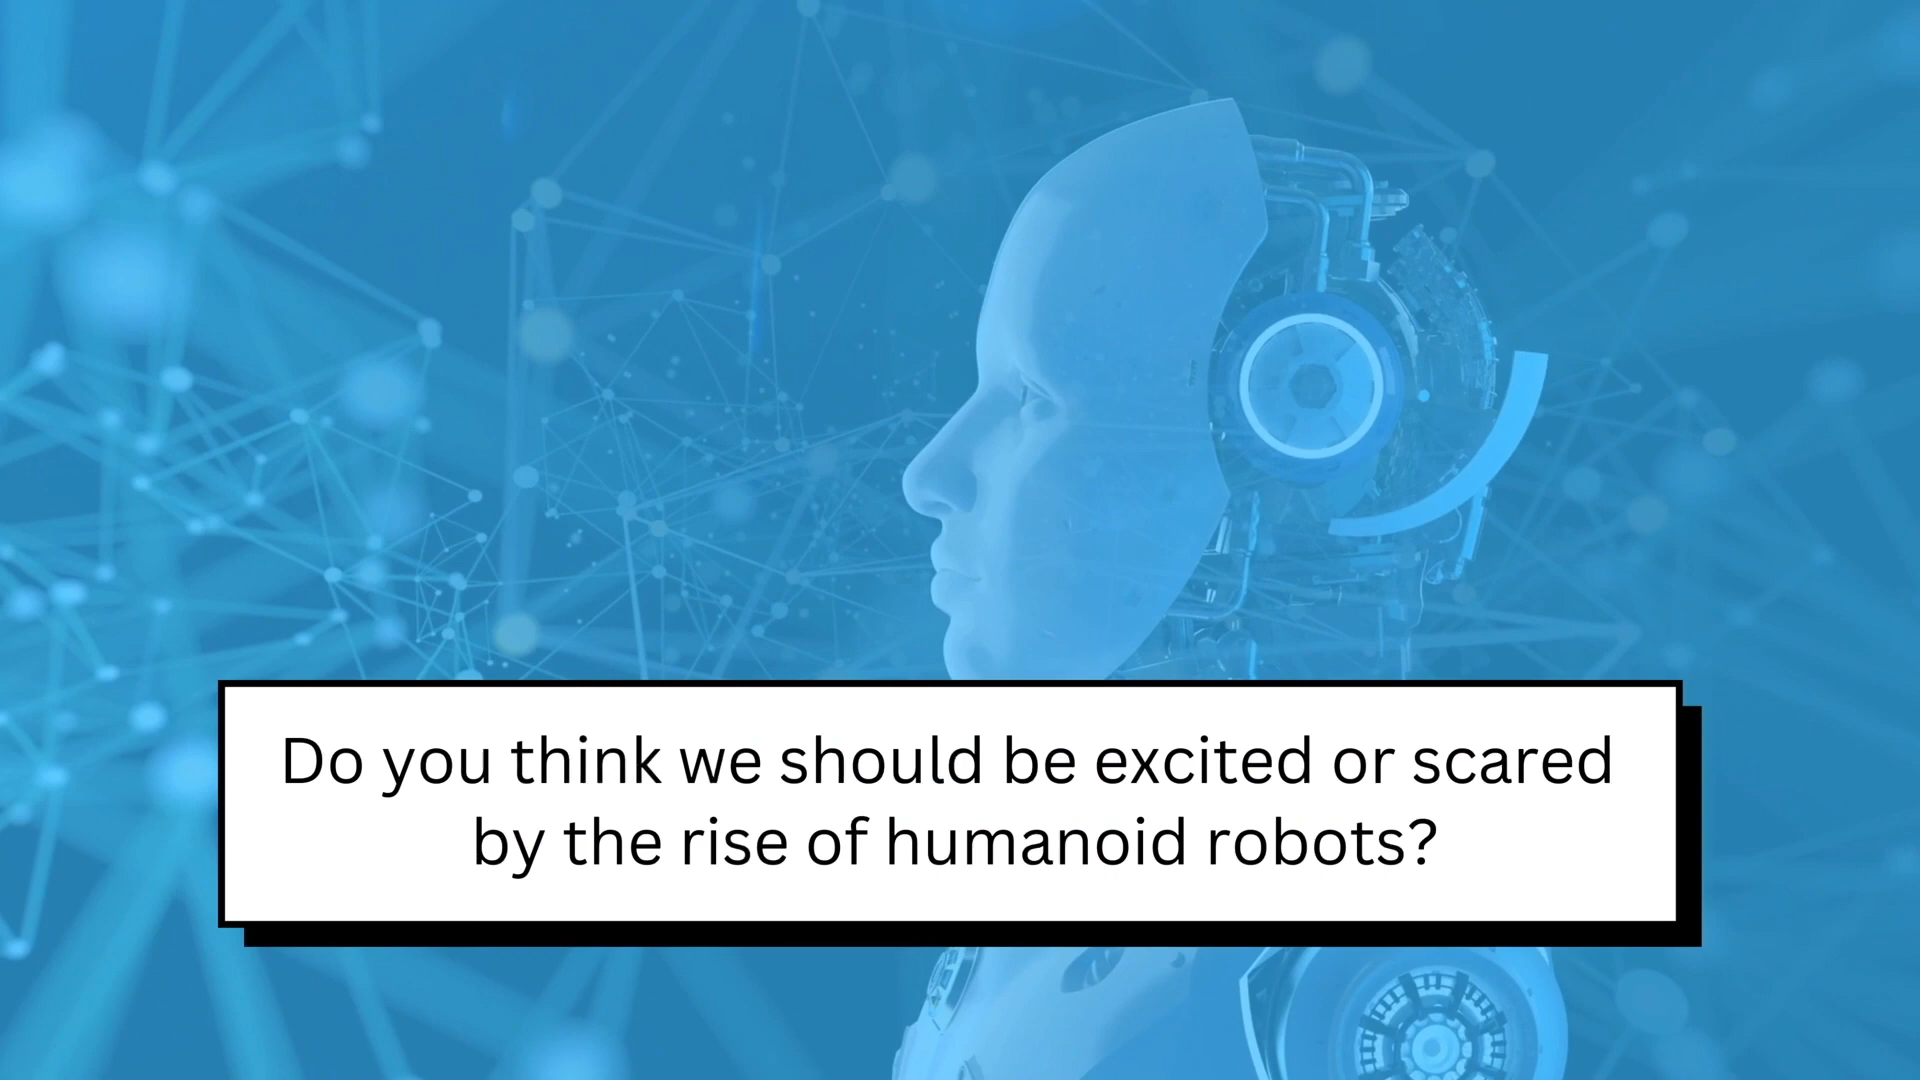 Do you think we should be excited or scared
by the rise of humanoid robots?